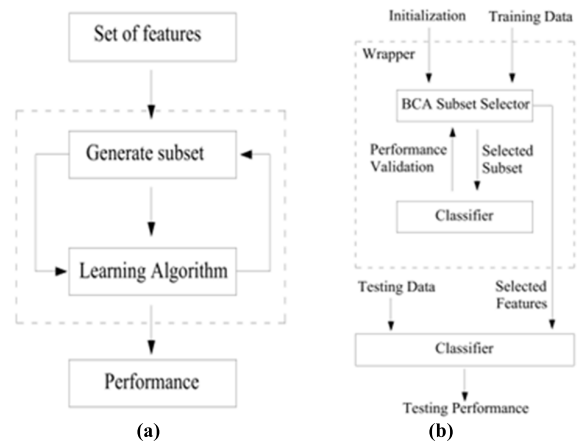 Set of features
Generate subset
Learning Algorithm
Performance
(a)
Initialization
Training Data
Wrapper
BCA Subset Selector
Performance
Validation
Selected
Subset
Classifier
Testing Data
Selected
Features
Classifier
Testing Performance
(b)